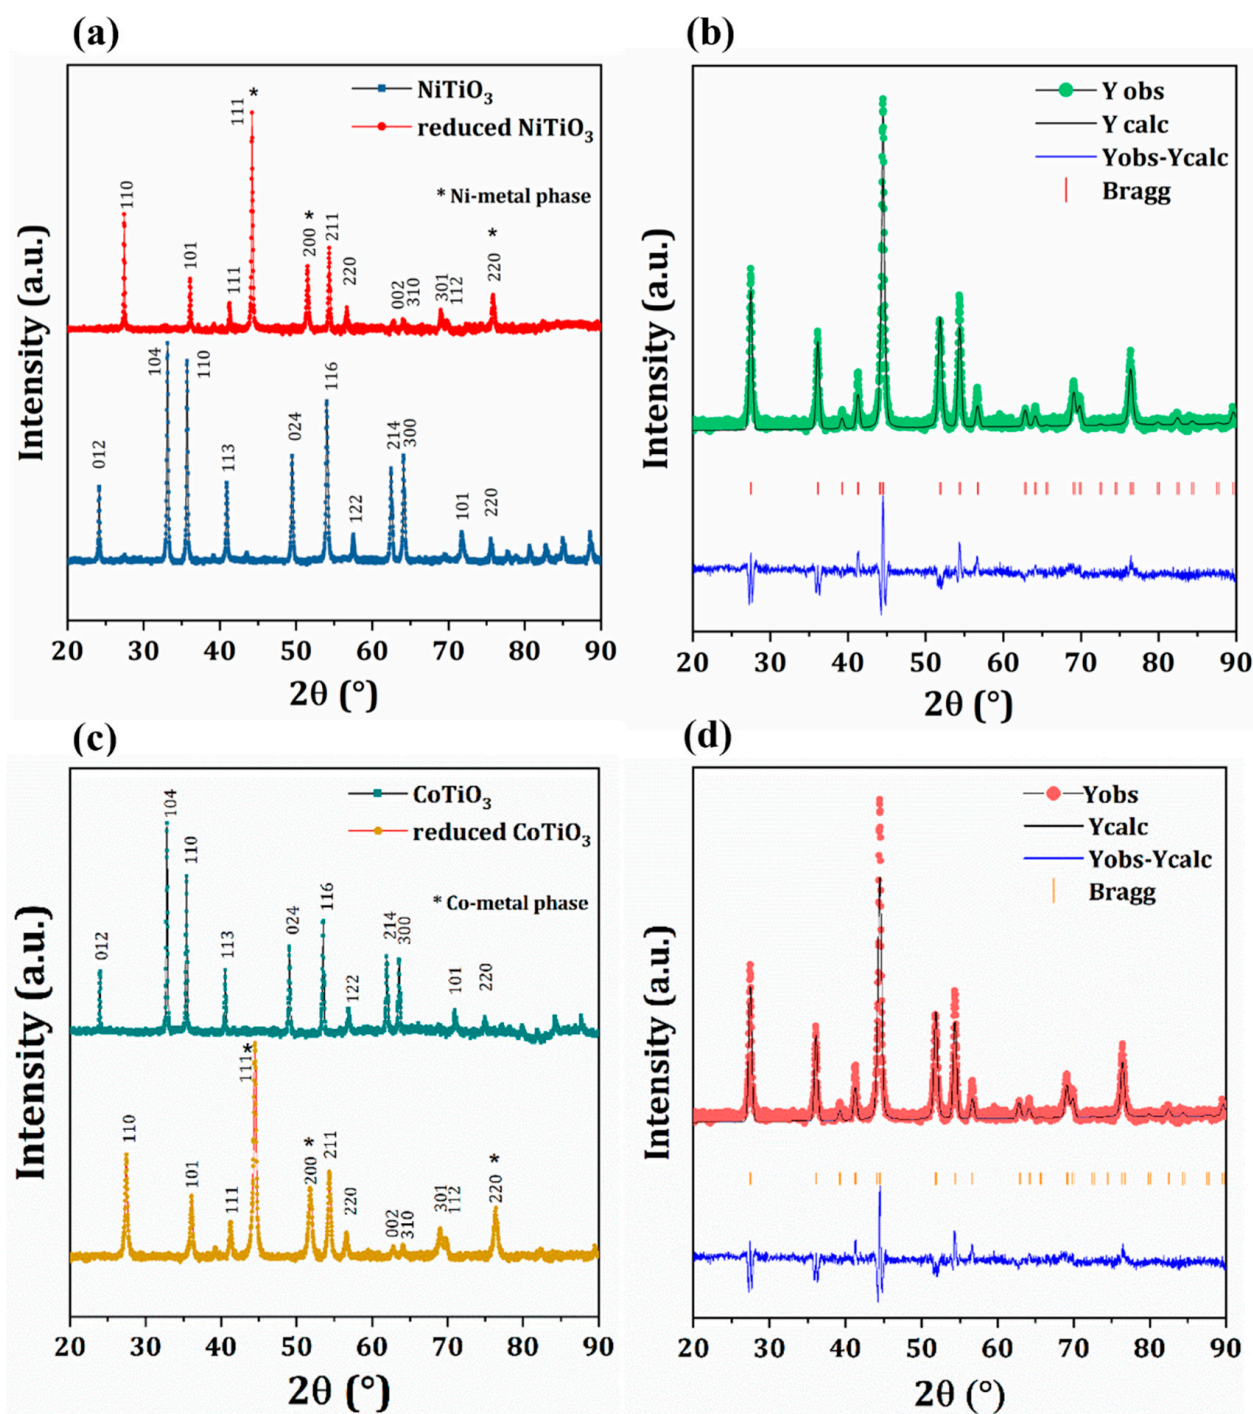 (a)
NiTiO3
reduced NiTiO3
* Ni-metal phase
110
101
111
111
*
200 *
211
220
002
310
301
112
220
*
012
104
110
113
024
116
122
214
300
101
220
Intensity (a.u.)
20 30 40 50 60 70 80 90
2θ (°)
(b)
Y obs
Y calc
Yobs-Ycalc
Bragg
Intensity (a.u.)
20 30 40 50 60 70 80 90
2θ (°)
(c)
CoTiO3
reduced CoTiO3
* Co-metal phase
012
104
110
113
024
116
122
214
300
101
220
110
101
111
111*
200 *
211
220
002
310
301
112
220 *
Intensity (a.u.)
20 30 40 50 60 70 80 90
2θ (°)
(d)
Yobs
Ycalc
Yobs-Ycalc
Bragg
Intensity (a.u.)
20 30 40 50 60 70 80 90
2θ (°)